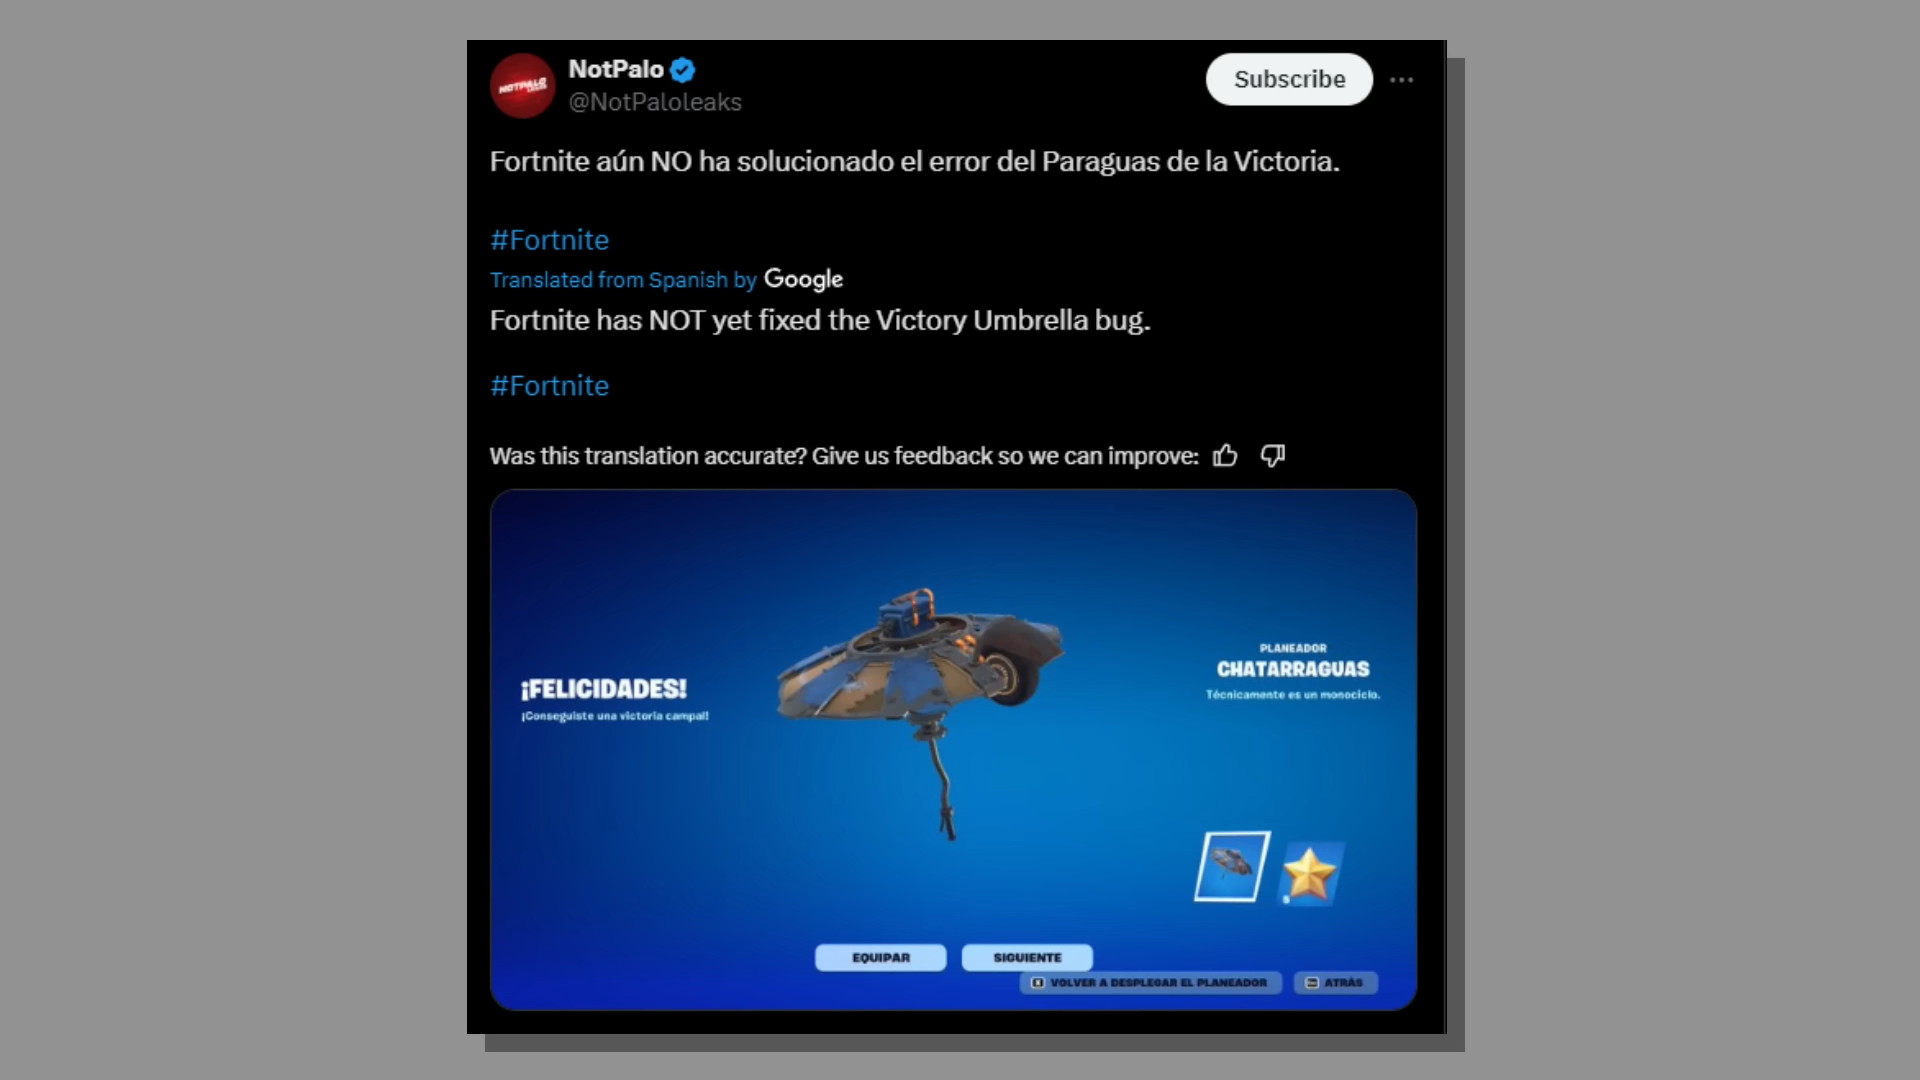 NotPalo
@NotPaloleaks
Subscribe
Fortnite aún NO ha solucionado el error del Paraguas de la Victoria.
#Fortnite
Translated from Spanish by Google
Fortnite has NOT yet fixed the Victory Umbrella bug.
#Fortnite
Was this translation accurate? Give us feedback so we can improve:
¡FELICIDADES!
¡Conseguiste una victoria campal!
PLANEADOR
CHATARRAGUAS
Técnicamente es un monociclo.
5
EQUIPAR
SIGUIENTE
VOLVER A DESPLEGAR EL PLANEADOR
ATRÁS